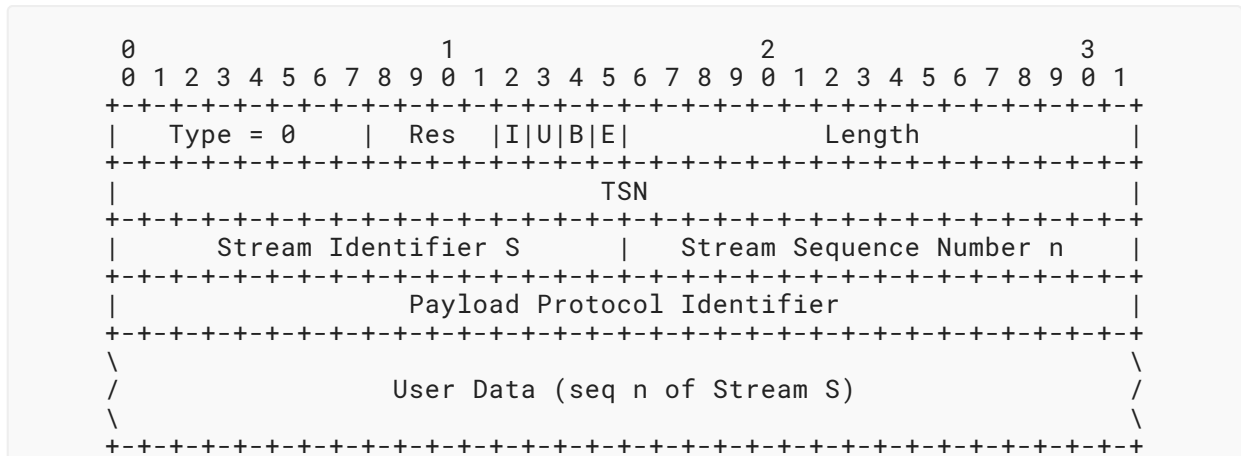 0                   1                   2                   3
 0 1 2 3 4 5 6 7 8 9 0 1 2 3 4 5 6 7 8 9 0 1 2 3 4 5 6 7 8 9 0 1
+-+-+-+-+-+-+-+-+-+-+-+-+-+-+-+-+-+-+-+-+-+-+-+-+-+-+-+-+-+-+-+-+
|   Type = 0    |  Res  |I|U|B|E|            Length             |
+-+-+-+-+-+-+-+-+-+-+-+-+-+-+-+-+-+-+-+-+-+-+-+-+-+-+-+-+-+-+-+-+
|                              TSN                              |
+-+-+-+-+-+-+-+-+-+-+-+-+-+-+-+-+-+-+-+-+-+-+-+-+-+-+-+-+-+-+-+-+
|      Stream Identifier S      |   Stream Sequence Number n    |
+-+-+-+-+-+-+-+-+-+-+-+-+-+-+-+-+-+-+-+-+-+-+-+-+-+-+-+-+-+-+-+-+
|                  Payload Protocol Identifier                  |
+-+-+-+-+-+-+-+-+-+-+-+-+-+-+-+-+-+-+-+-+-+-+-+-+-+-+-+-+-+-+-+-+
\                                                               \
/                 User Data (seq n of Stream S)                 /
\                                                               \
+-+-+-+-+-+-+-+-+-+-+-+-+-+-+-+-+-+-+-+-+-+-+-+-+-+-+-+-+-+-+-+-+